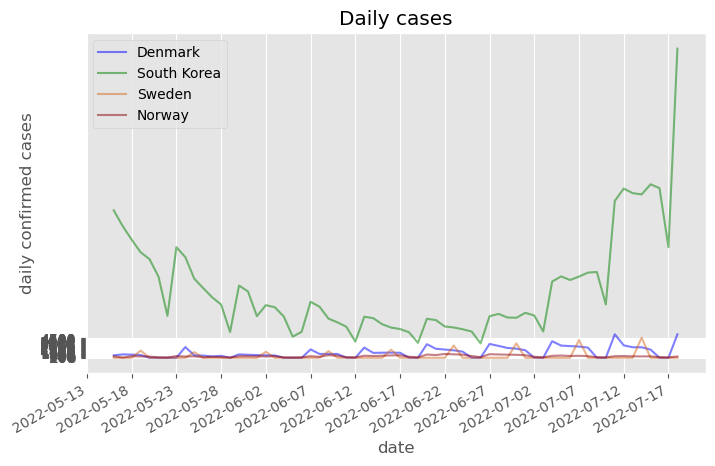 Daily cases
Denmark
South Korea
Sweden
Norway
daily confirmed cases
2022-05-13
2022-05-18
2022-05-23
2022-05-28
2022-06-02
2022-06-07
2022-06-12
2022-06-17
2022-06-22
2022-06-27
2022-07-02
2022-07-07
2022-07-12
2022-07-17
date